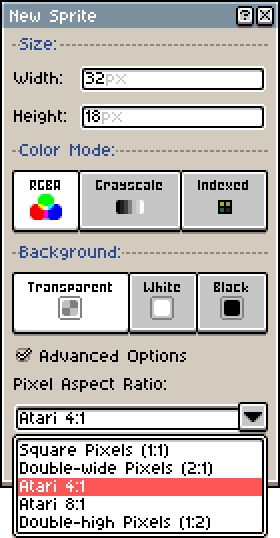 New Sprite
Size:
Width: 32px
Height: 18px
Color Mode:
RGBA Grayscale Indexed
Background:
Transparent White Black
Advanced Options
Pixel Aspect Ratio:
Atari 4:1
Square Pixels (1:1)
Double-wide Pixels (2:1)
Atari 4:1
Atari 8:1
Double-high Pixels (1:2)